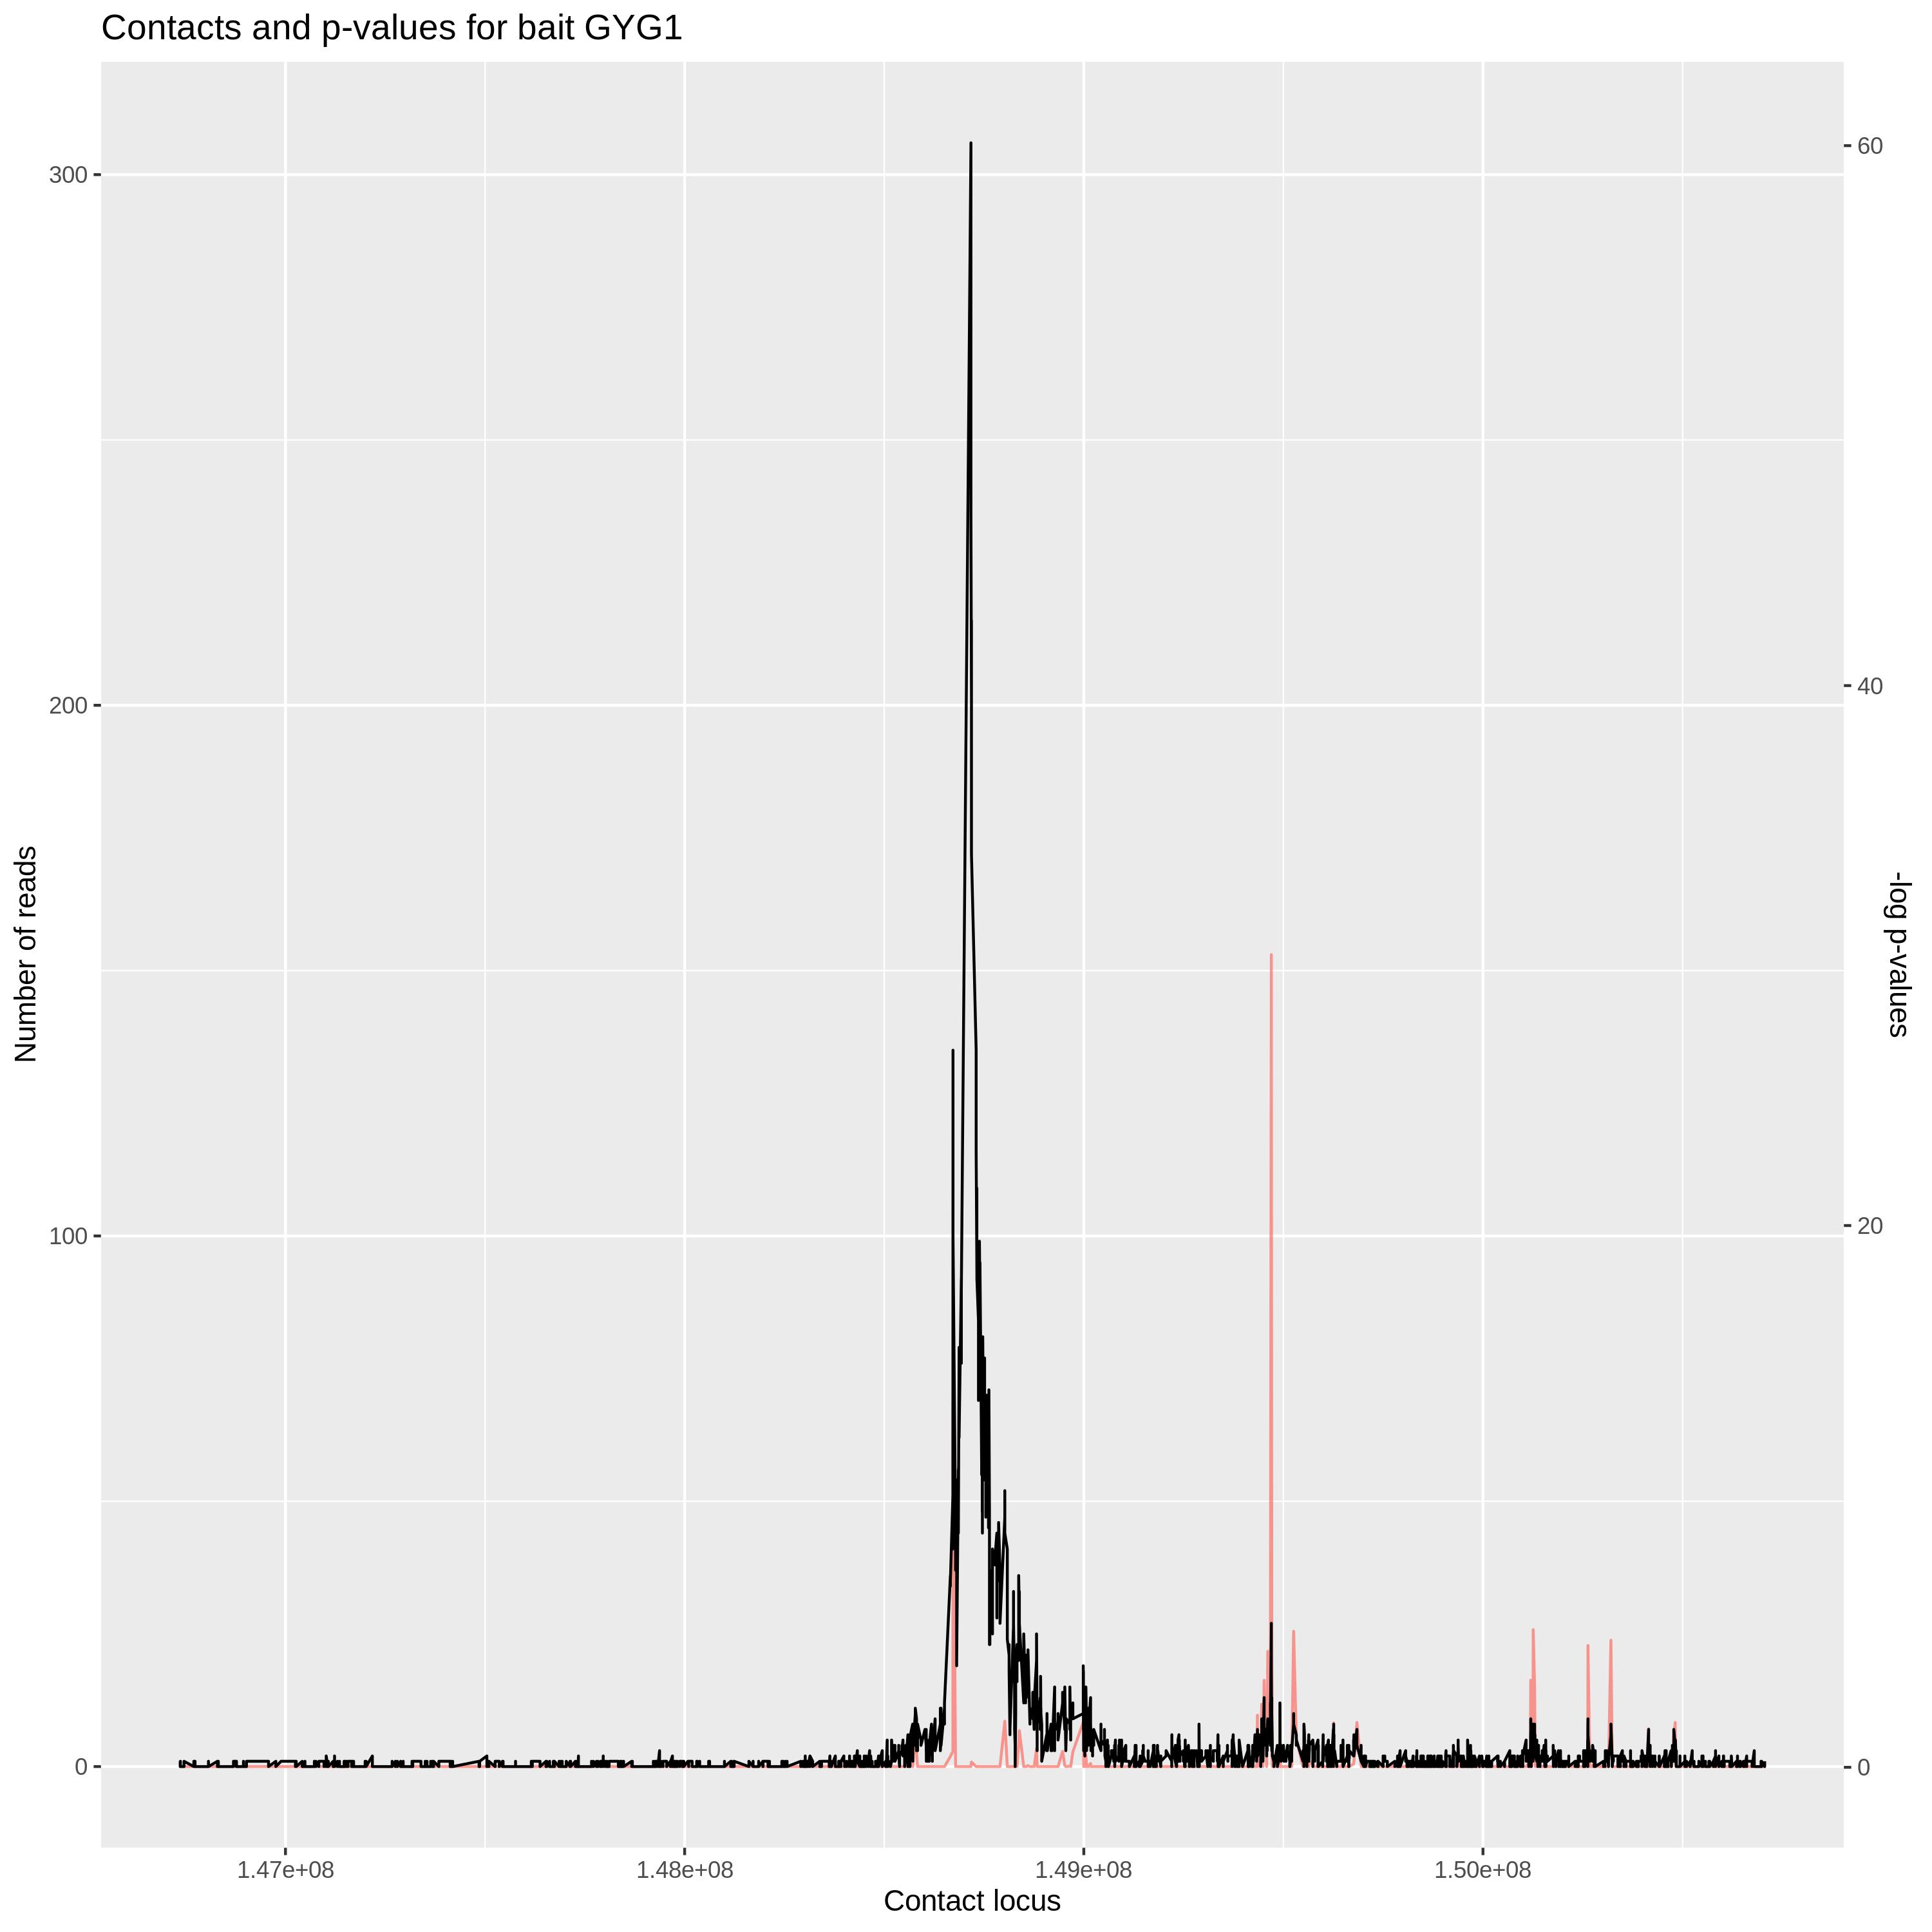 Contacts and p-values for bait GYG1
300
200
100
0
Number of reads
60
40
20
0
-log p-values
1.47e+08
1.48e+08
1.49e+08
1.50e+08
Contact locus